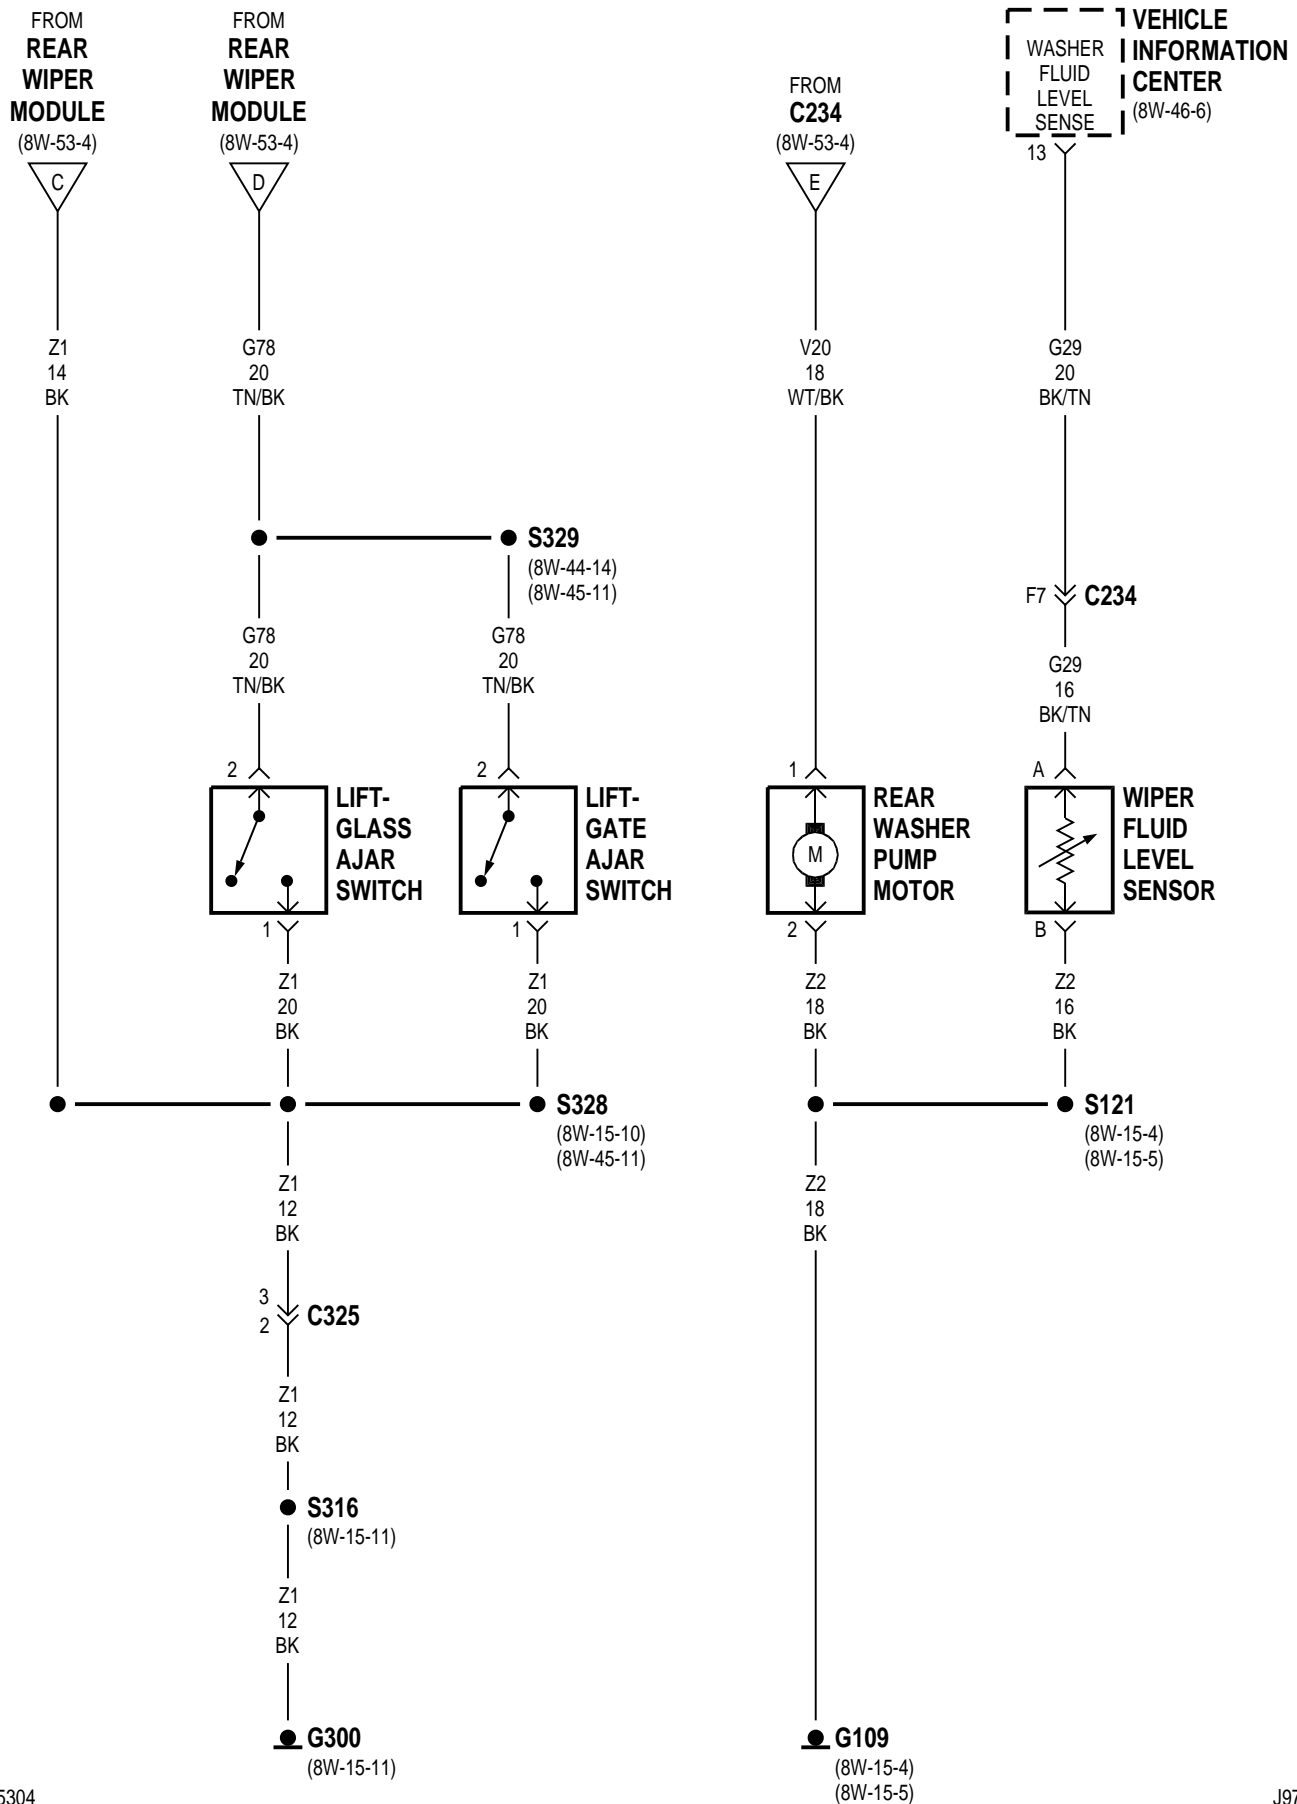 FROM
REAR
WIPER
MODULE
(8W-53-4)
C
FROM
REAR
WIPER
MODULE
(8W-53-4)
D
FROM
C234
(8W-53-4)
E
WASHER
FLUID
LEVEL
SENSE
VEHICLE
INFORMATION
CENTER
(8W-46-6)
13
Z1
14
BK
G78
20
TN/BK
V20
18
WT/BK
G29
20
BK/TN
S329
(8W-44-14)
(8W-45-11)
F7
C234
G78
20
TN/BK
G78
20
TN/BK
G29
16
BK/TN
2
LIFT-
GLASS
AJAR
SWITCH
1
2
LIFT-
GATE
AJAR
SWITCH
1
1
M
REAR
WASHER
PUMP
MOTOR
2
A
WIPER
FLUID
LEVEL
SENSOR
B
Z1
20
BK
Z1
20
BK
Z2
18
BK
Z2
16
BK
S328
(8W-15-10)
(8W-45-11)
S121
(8W-15-4)
(8W-15-5)
Z1
12
BK
Z2
18
BK
3
2
C325
Z1
12
BK
S316
(8W-15-11)
Z1
12
BK
G300
(8W-15-11)
G109
(8W-15-4)
(8W-15-5)
5304
J97